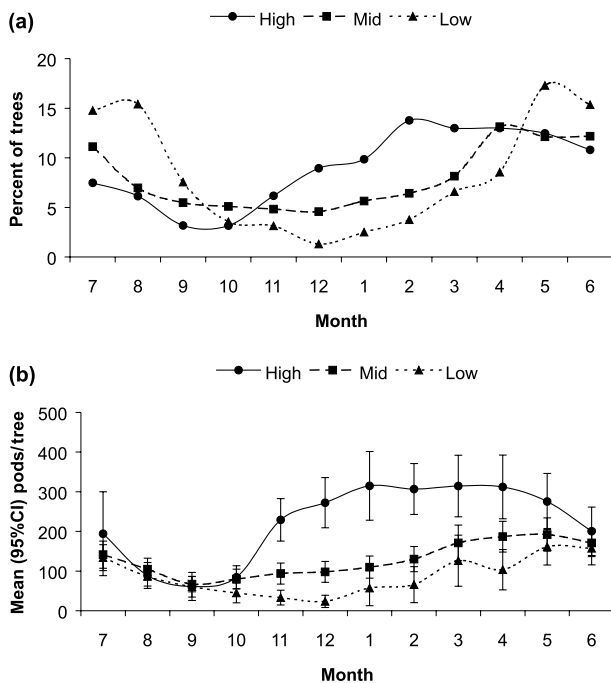 (a)
High Mid Low
Percent of trees
20
15
10
5
0
7 8 9 10 11 12 1 2 3 4 5 6
Month
(b)
High Mid Low
Mean (95%CI) pods/tree
500
400
300
200
100
0
7 8 9 10 11 12 1 2 3 4 5 6
Month